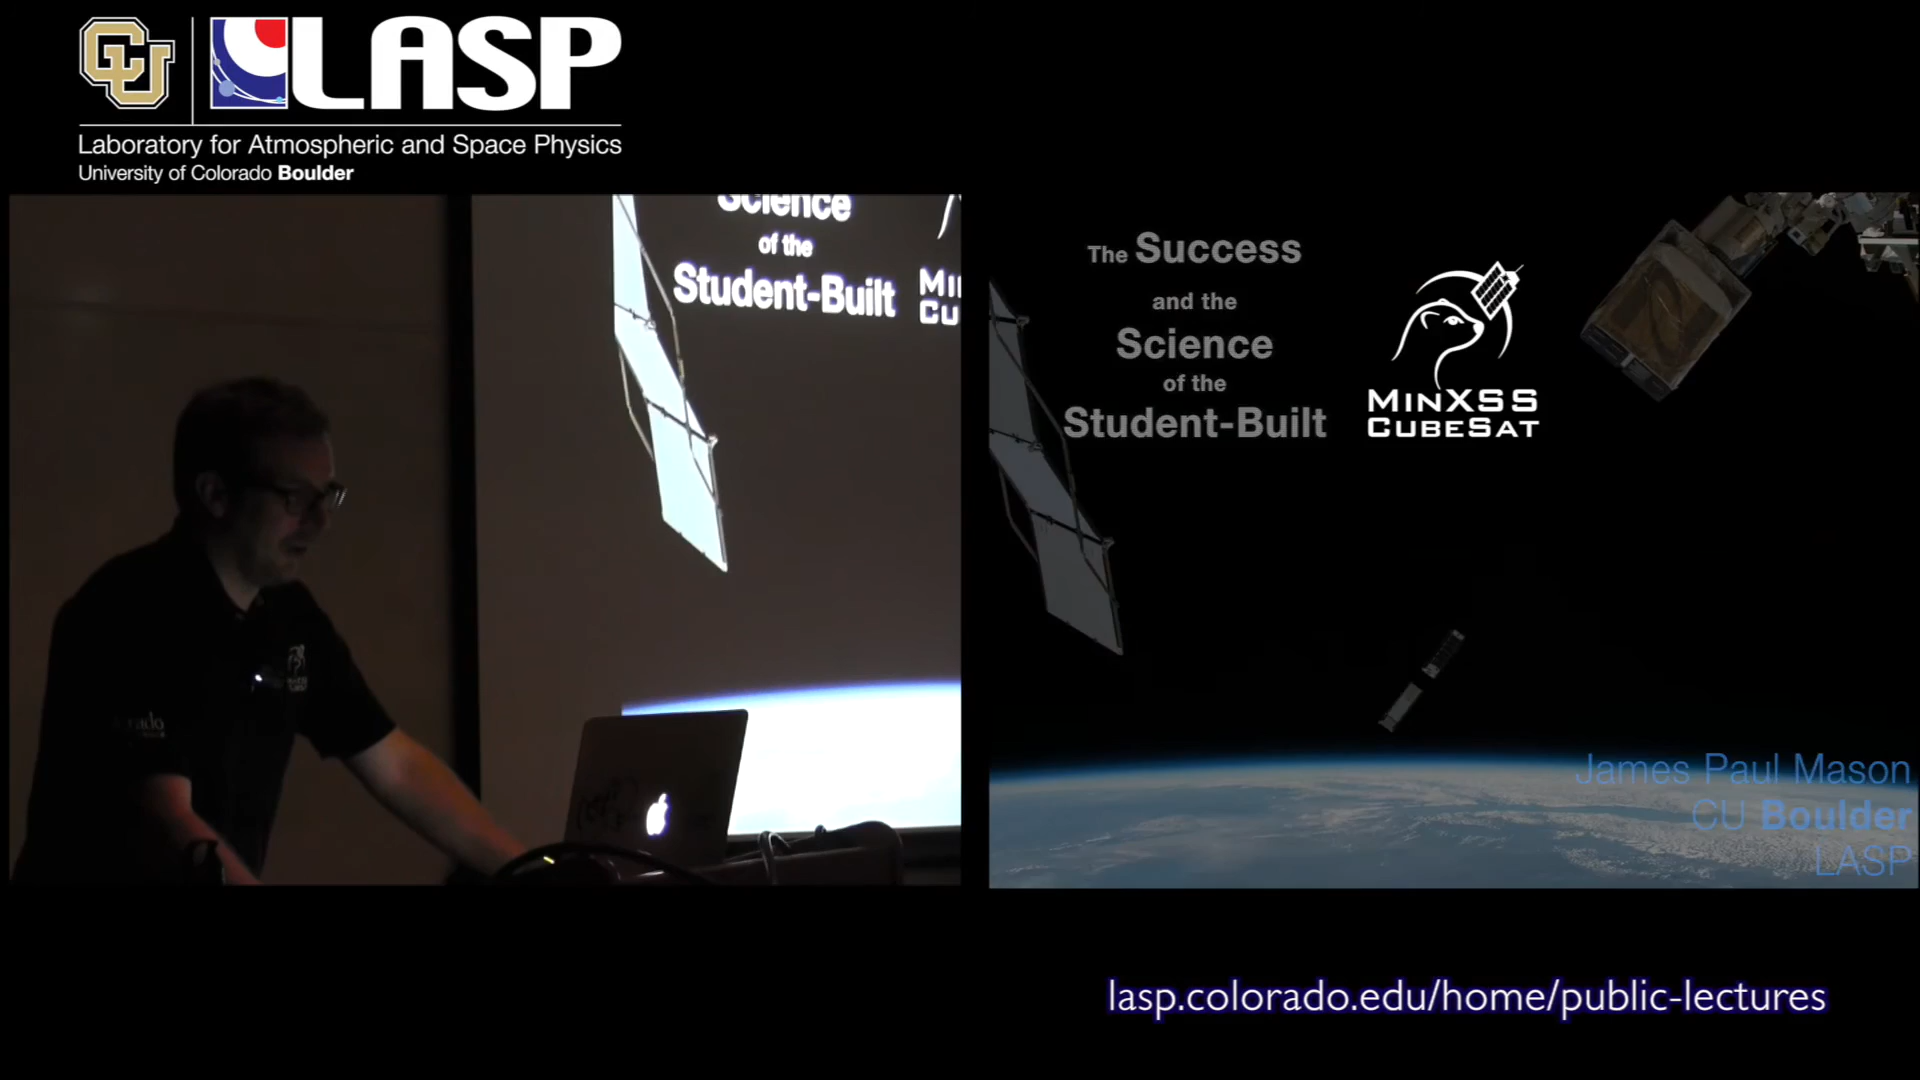 CU
LASP
Laboratory for Atmospheric and Space Physics
University of Colorado Boulder
Science
of the
Student-Built
The Success
and the
Science
of the
Student-Built
MinXSS
CubeSat
James Paul Mason
CU Boulder
LASP
lasp.colorado.edu/home/public-lectures